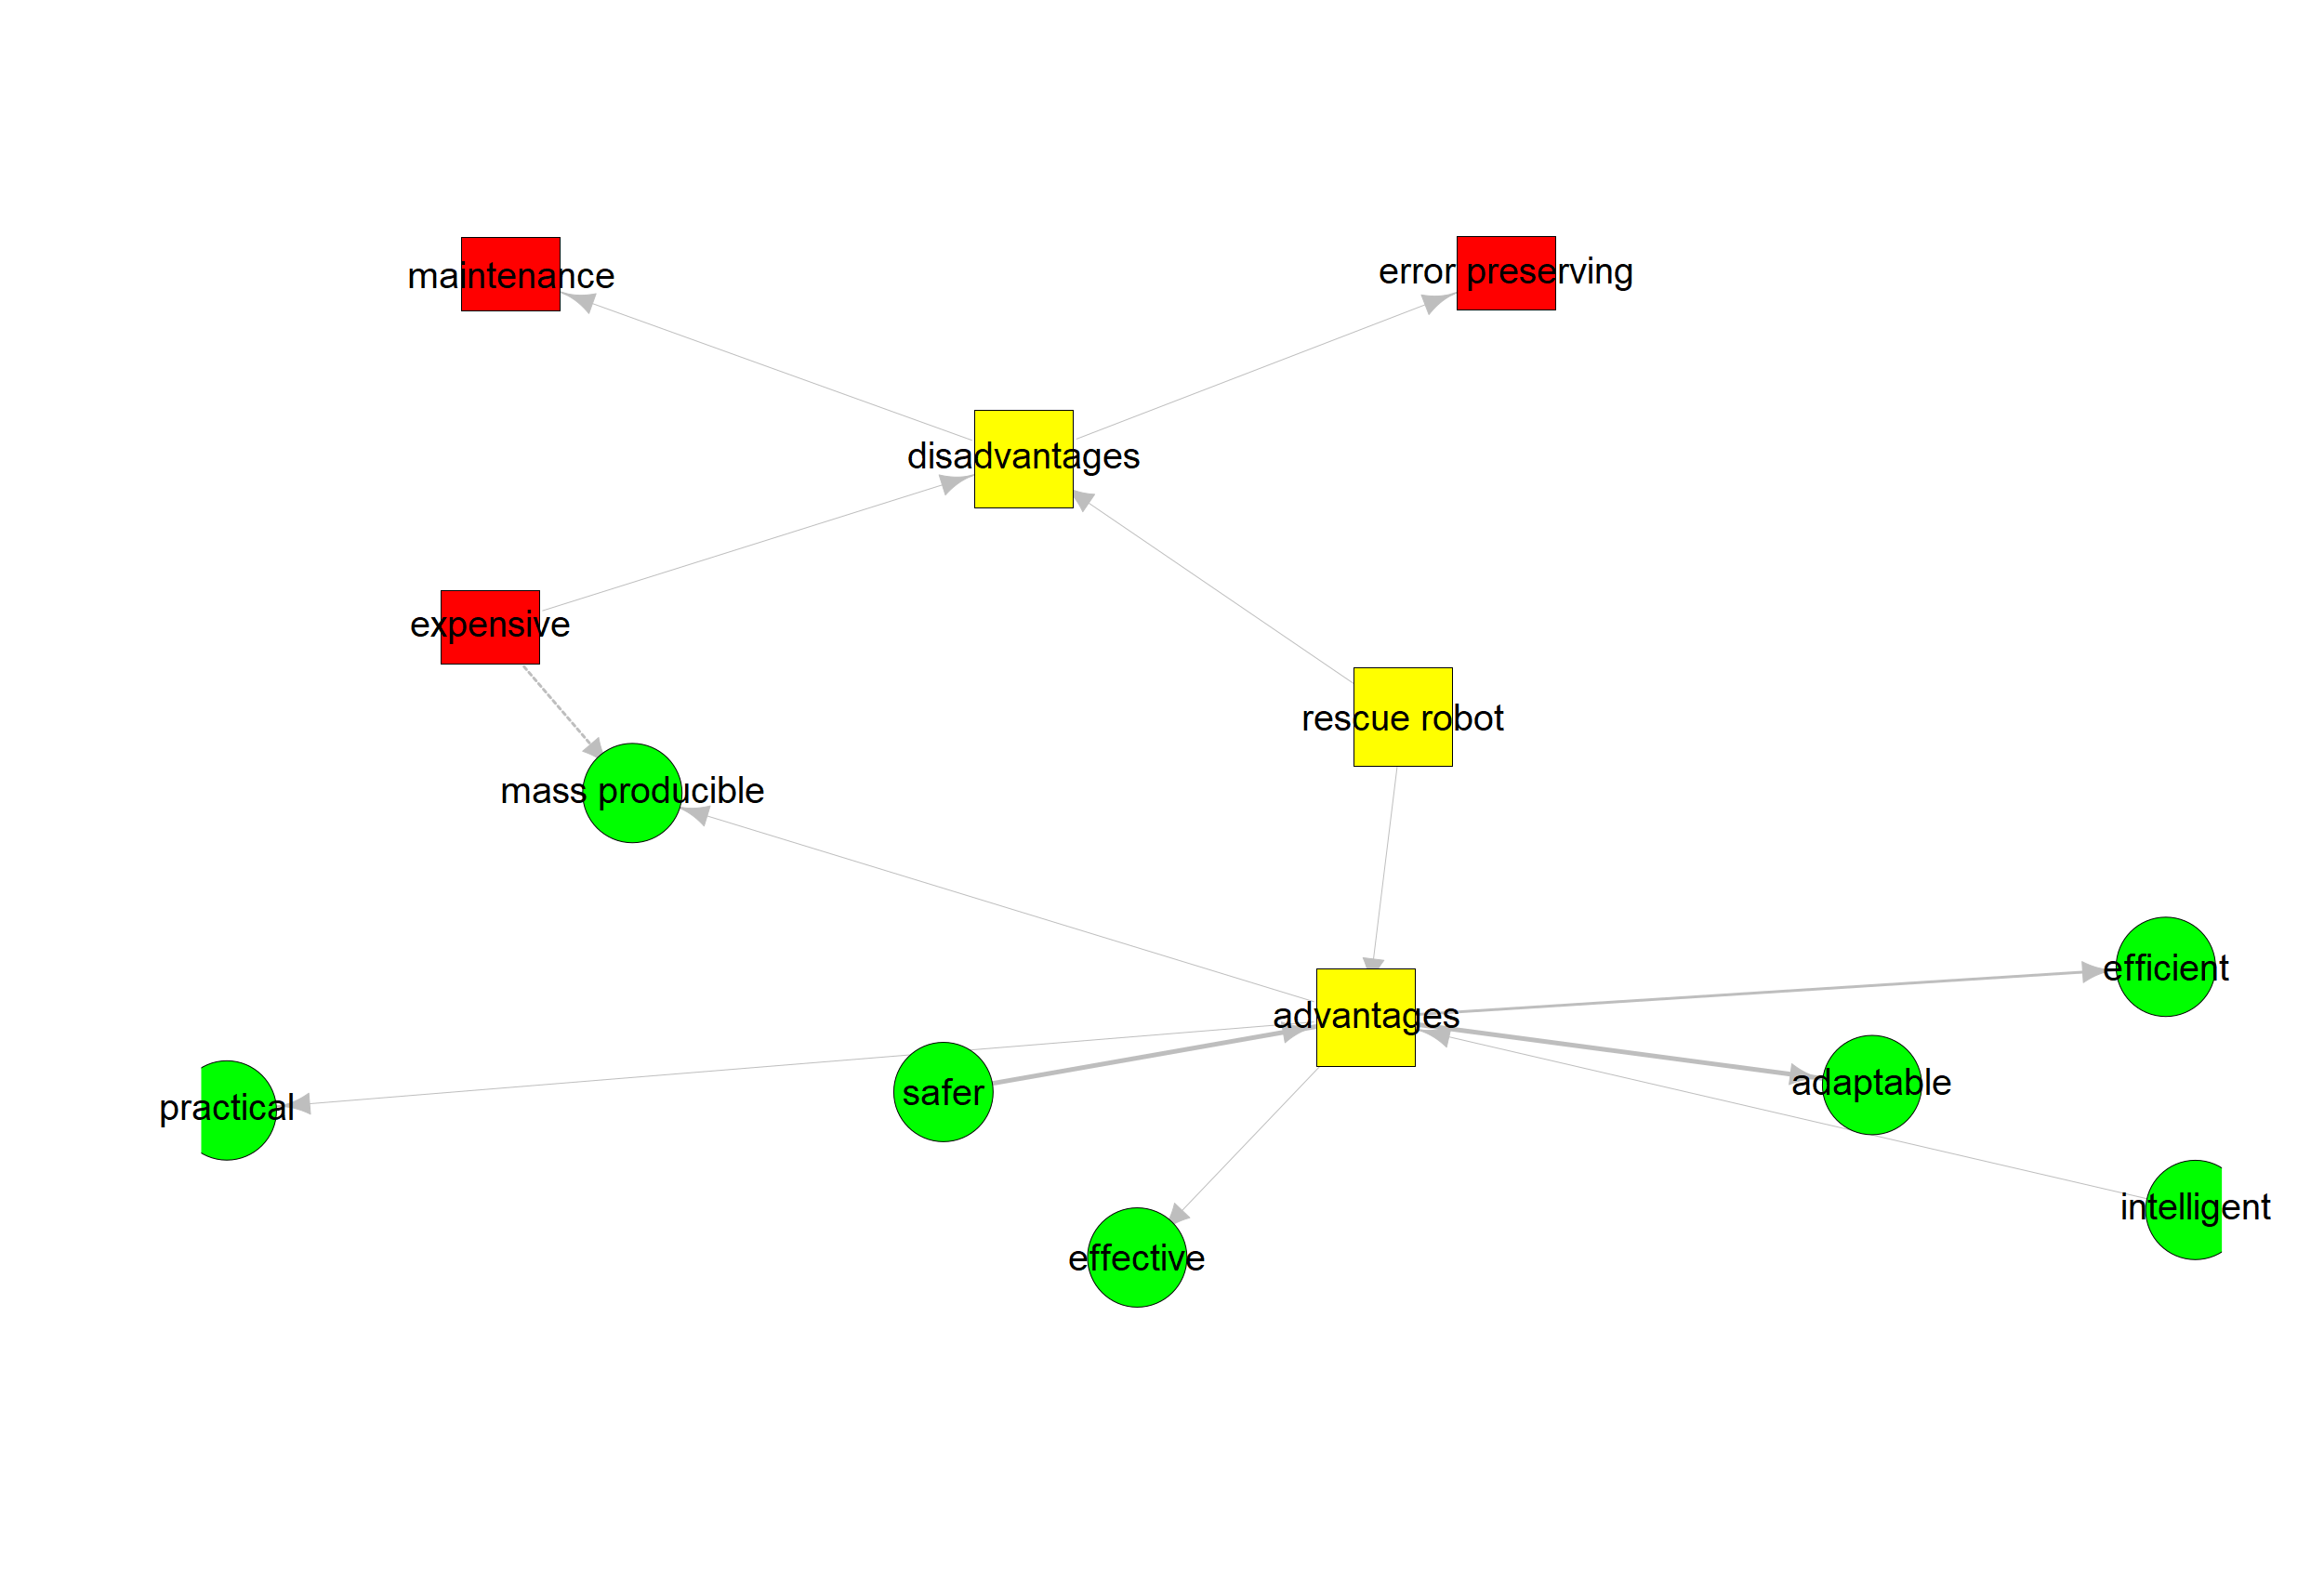 maintenance
error preserving
disadvantages
expensive
rescue robot
mass producible
efficient
advantages
adaptable
safer
practical
intelligent
effective